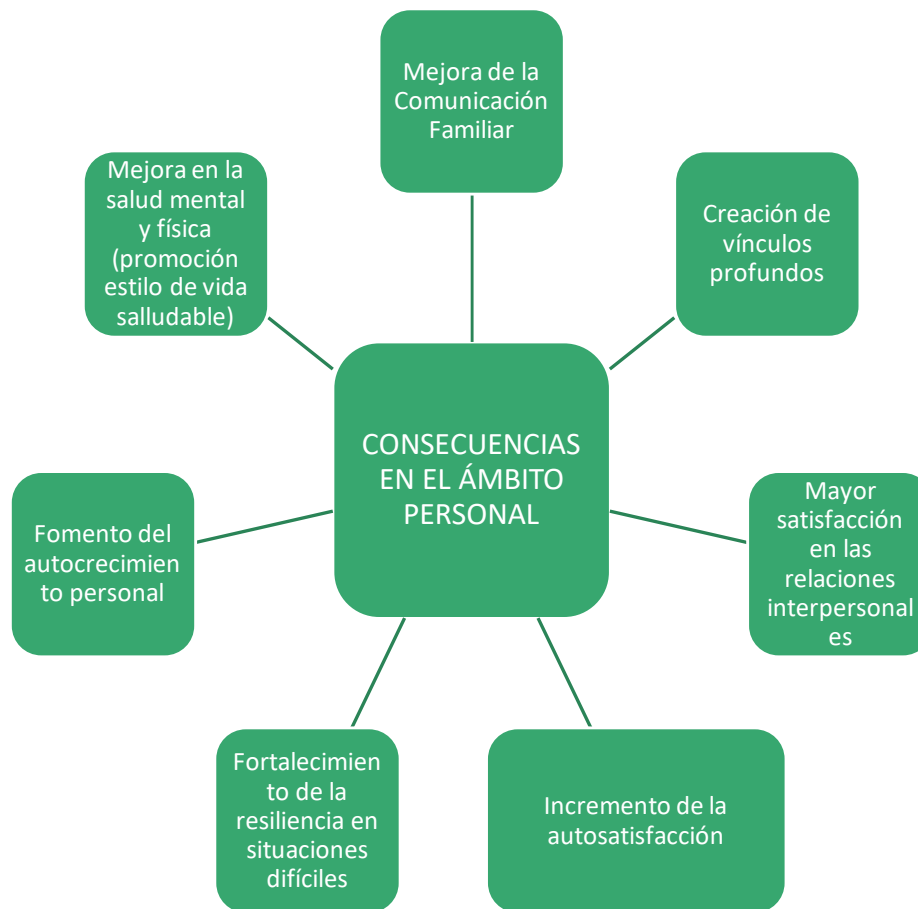 Mejora de la
Comunicación
Familiar
Mejora en la
salud mental
y física
(promoción
estilo de vida
salludable)
Creación de
vínculos
profundos
CONSECUENCIAS
EN EL ÁMBITO
PERSONAL
Fomento del
autocrecimien
to personal
Mayor
satisfacción
en las
relaciones
interpersonal
es
Fortalecimien
to de la
resiliencia en
situaciones
difíciles
Incremento de la
autosatisfacción